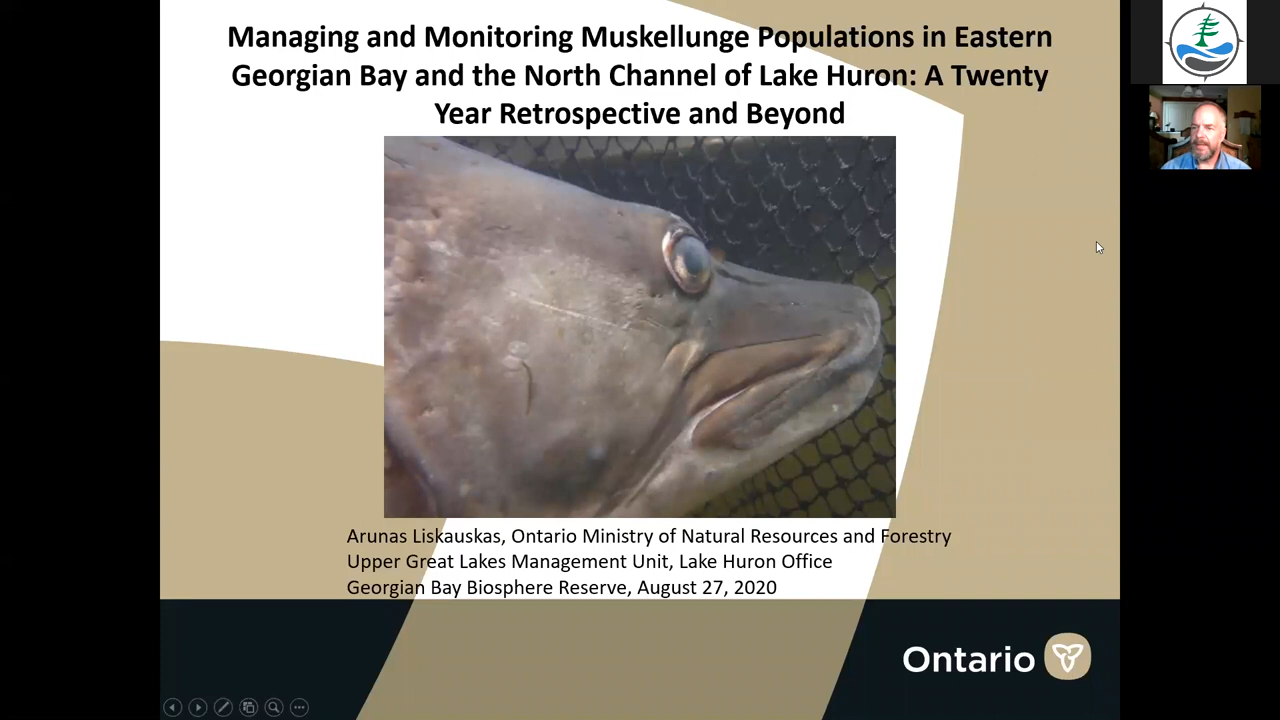 Managing and Monitoring Muskellunge Populations in Eastern
Georgian Bay and the North Channel of Lake Huron: A Twenty
Year Retrospective and Beyond
Arunas Liskauskas, Ontario Ministry of Natural Resources and Forestry
Upper Great Lakes Management Unit, Lake Huron Office
Georgian Bay Biosphere Reserve, August 27, 2020
Ontario